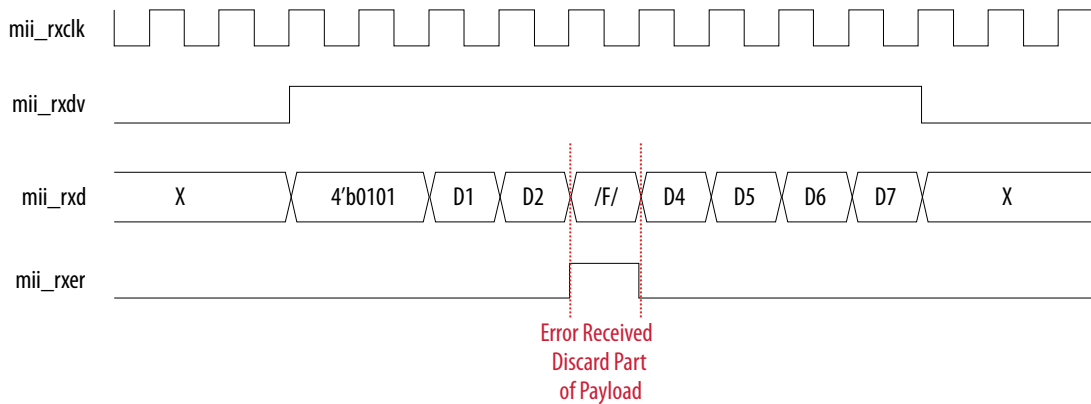 mii_rxclk
mii_rxdv
mii_rxd X 4'b0101 D1 D2 /F/ D4 D5 D6 D7 X
mii_rxer
Error Received
Discard Part
of Payload